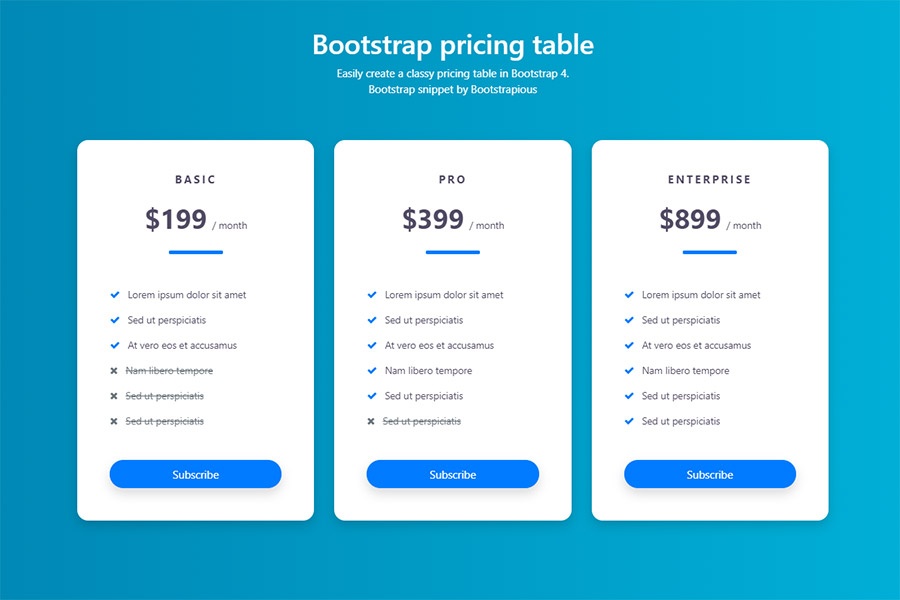 Bootstrap pricing table
Easily create a classy pricing table in Bootstrap 4.
Bootstrap snippet by Bootstrapious
BASIC
$199 / month
Lorem ipsum dolor sit amet
Sed ut perspiciatis
At vero eos et accusamus
Nam libero tempore
Sed ut perspiciatis
Sed ut perspiciatis
Subscribe
PRO
$399 / month
Lorem ipsum dolor sit amet
Sed ut perspiciatis
At vero eos et accusamus
Nam libero tempore
Sed ut perspiciatis
Sed ut perspiciatis
Subscribe
ENTERPRISE
$899 / month
Lorem ipsum dolor sit amet
Sed ut perspiciatis
At vero eos et accusamus
Nam libero tempore
Sed ut perspiciatis
Sed ut perspiciatis
Subscribe